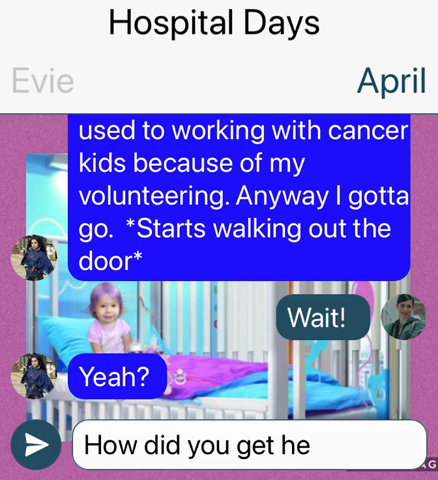 Hospital Days
Evie
April
used to working with cancer
kids because of my
volunteering. Anyway I gotta
go. *Starts walking out the
door*
Wait!
Yeah?
How did you get he